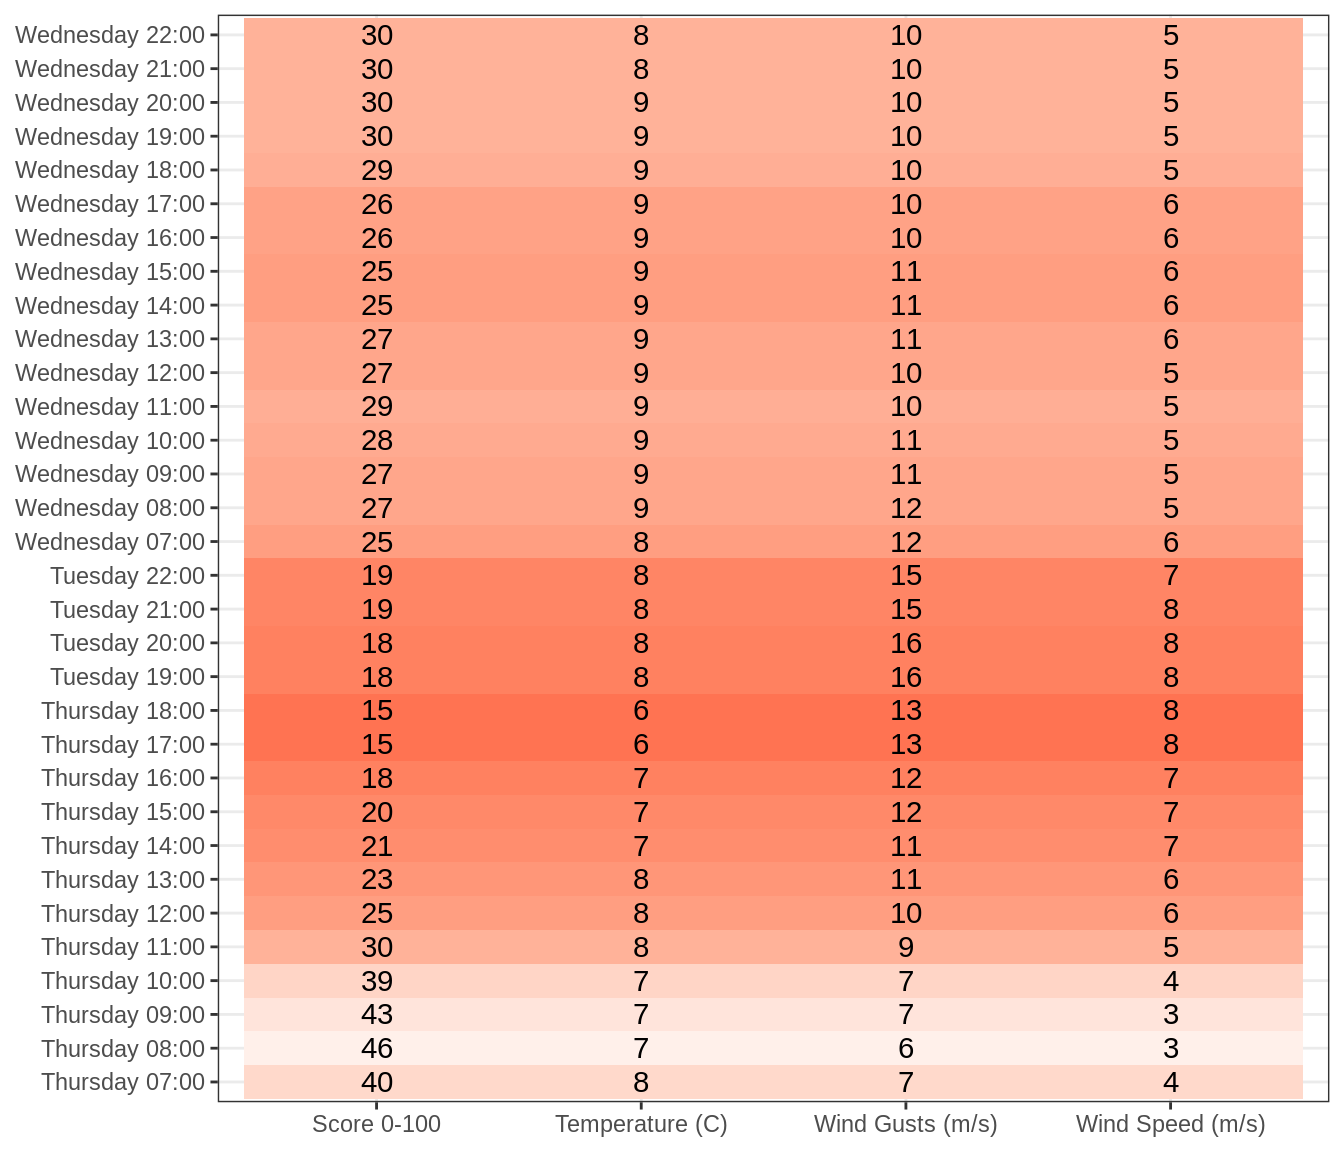 Wednesday 22:00 30 8 10 5
Wednesday 21:00 30 8 10 5
Wednesday 20:00 30 9 10 5
Wednesday 19:00 30 9 10 5
Wednesday 18:00 29 9 10 5
Wednesday 17:00 26 9 10 6
Wednesday 16:00 26 9 10 6
Wednesday 15:00 25 9 11 6
Wednesday 14:00 25 9 11 6
Wednesday 13:00 27 9 11 6
Wednesday 12:00 27 9 10 5
Wednesday 11:00 29 9 10 5
Wednesday 10:00 28 9 11 5
Wednesday 09:00 27 9 11 5
Wednesday 08:00 27 9 12 5
Wednesday 07:00 25 8 12 6
Tuesday 22:00 19 8 15 7
Tuesday 21:00 19 8 15 8
Tuesday 20:00 18 8 16 8
Tuesday 19:00 18 8 16 8
Thursday 18:00 15 6 13 8
Thursday 17:00 15 6 13 8
Thursday 16:00 18 7 12 7
Thursday 15:00 20 7 12 7
Thursday 14:00 21 7 11 7
Thursday 13:00 23 8 11 6
Thursday 12:00 25 8 10 6
Thursday 11:00 30 8 9 5
Thursday 10:00 39 7 7 4
Thursday 09:00 43 7 7 3
Thursday 08:00 46 7 6 3
Thursday 07:00 40 8 7 4
Score 0-100 Temperature (C) Wind Gusts (m/s) Wind Speed (m/s)